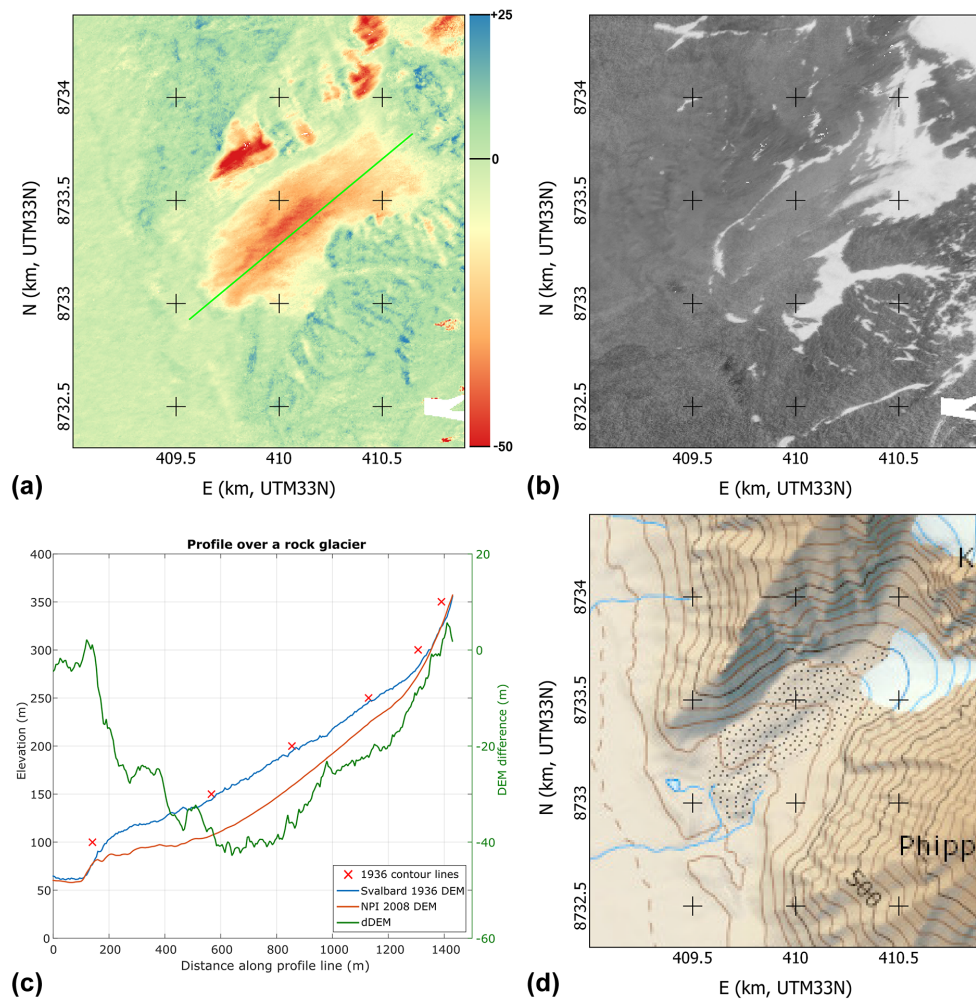 +25
0
-50
8734
8733.5
8733
8732.5
N (km, UTM33N)
409.5 410 410.5
E (km, UTM33N)
(a)
8734
8733.5
8733
8732.5
N (km, UTM33N)
409.5 410 410.5
E (km, UTM33N)
(b)
Profile over a rock glacier
400
350
300
250
200
150
100
50
0
Elevation (m)
20
0
-20
-40
-60
DEM difference (m)
1936 contour lines
Svalbard 1936 DEM
NPI 2008 DEM
dDEM
0 200 400 600 800 1000 1200 1400
Distance along profile line (m)
(c)
K
Phipp
500
8734
8733.5
8733
8732.5
N (km, UTM33N)
409.5 410 410.5
E (km, UTM33N)
(d)